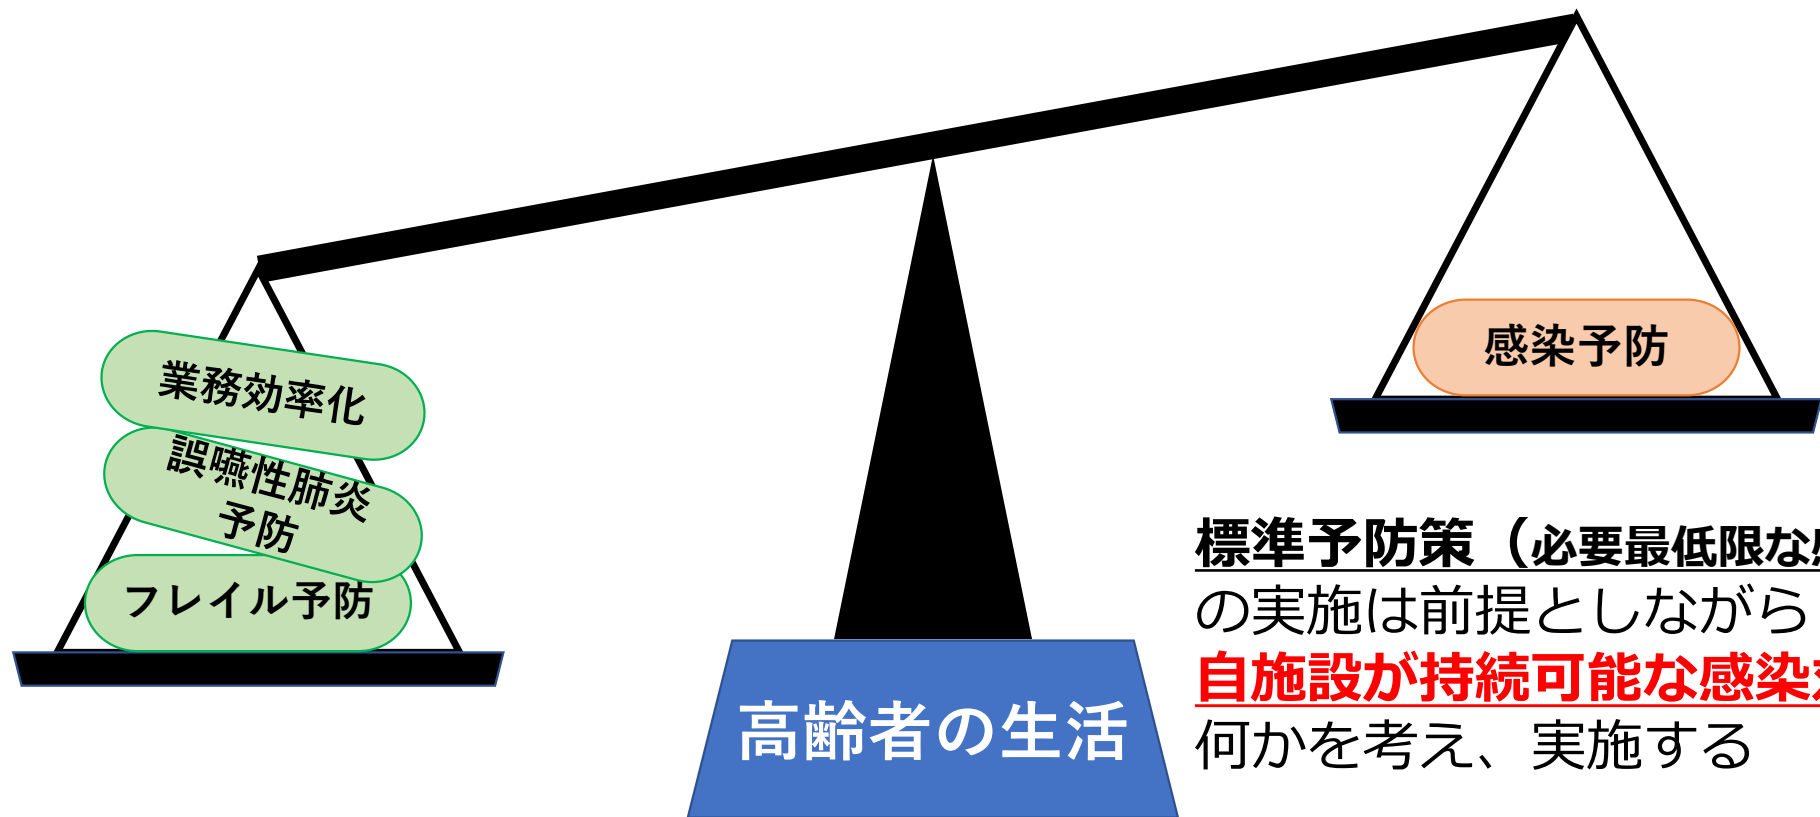 感染予防
業務効率化
誤嚥性肺炎
予防
フレイル予防
高齢者の生活
標準予防策（必要最低限な
の実施は前提としながら
自施設が持続可能な感染
何かを考え、実施する